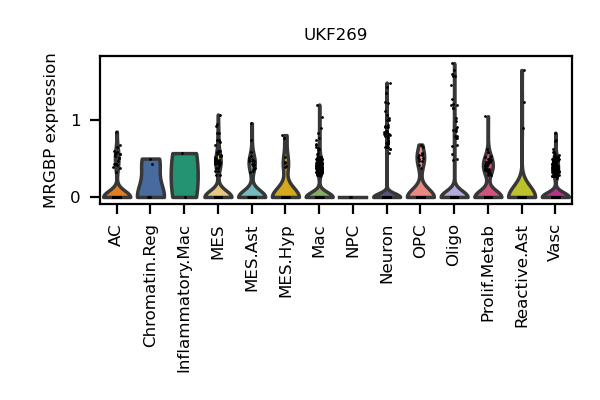 UKF269
MRGBP expression
1
0
AC
Chromatin.Reg
Inflammatory.Mac
MES
MES.Ast
MES.Hyp
Mac
NPC
Neuron
OPC
Oligo
Prolif.Metab
Reactive.Ast
Vasc